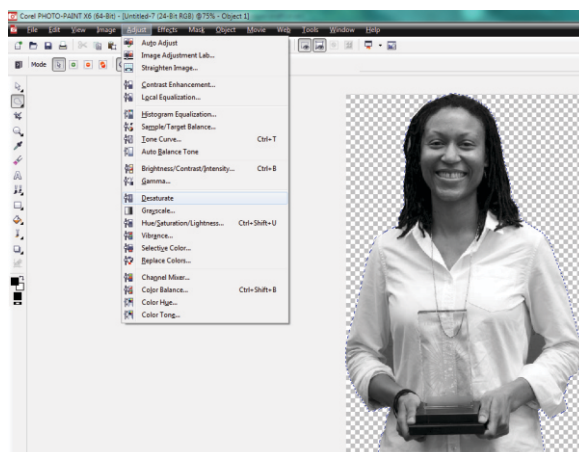 Corel PHOTO-PAINT X6 (64-Bit) - [Untitled-7 (24-Bit RGB) @ 75% - Object 1]
File Edit View Image Adjust Effects Mask Object Movie Web Tools Window Help
Mode
Auto Adjust
Image Adjustment Lab...
Straighten Image...
Contrast Enhancement...
Local Equalization...
Histogram Equalization...
Sample/Target Balance...
Tone Curve... Ctrl+T
Auto Balance Tone
Brightness/Contrast/Intensity... Ctrl+B
Gamma...
Desaturate
Grayscale...
Hue/Saturation/Lightness... Ctrl+Shift+U
Vibrance...
Selective Color...
Replace Colors...
Channel Mixer...
Color Balance... Ctrl+Shift+B
Color Hue...
Color Tone...